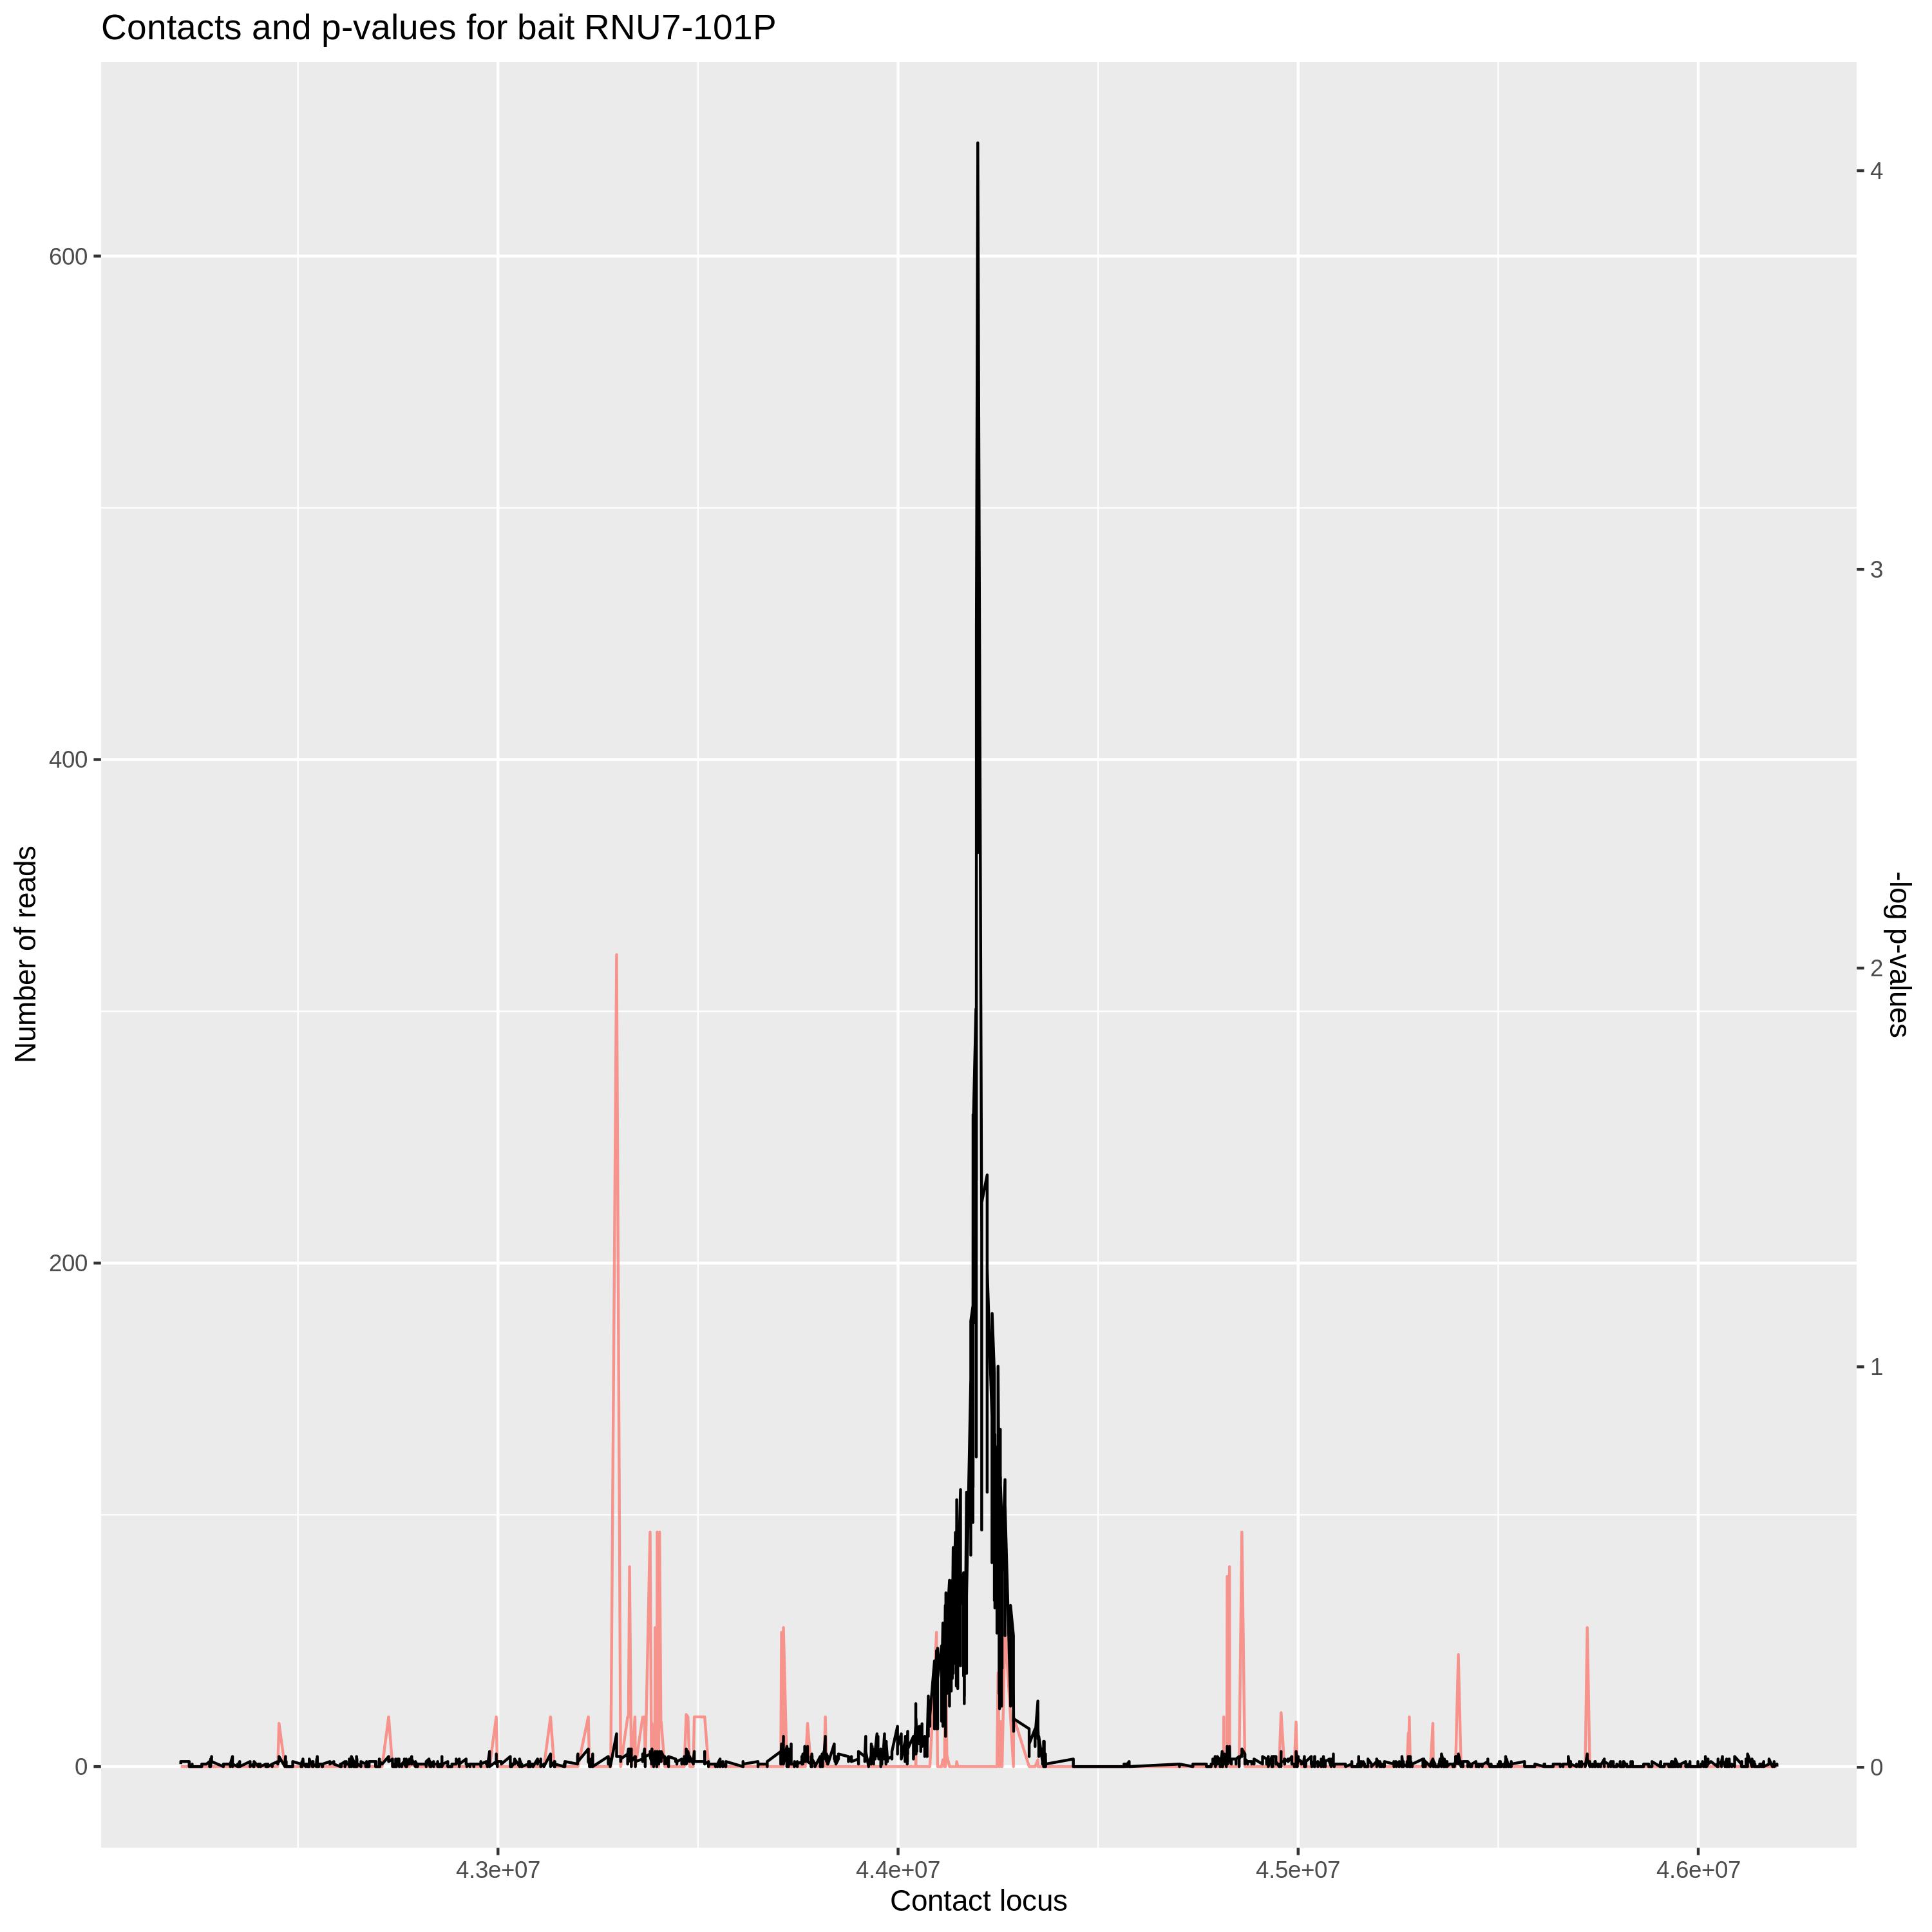 Contacts and p-values for bait RNU7-101P
600
400
200
0
Number of reads
4
3
2
1
0
-log p-values
4.3e+07
4.4e+07
4.5e+07
4.6e+07
Contact locus